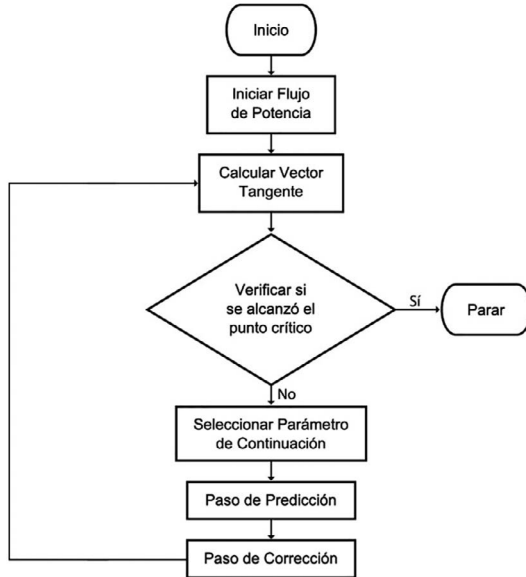 Inicio
Iniciar Flujo
de Potencia
Calcular Vector
Tangente
Verificar si
se alcanzó el
punto crítico
Sí
Parar
No
Seleccionar Parámetro
de Continuación
Paso de Predicción
Paso de Corrección